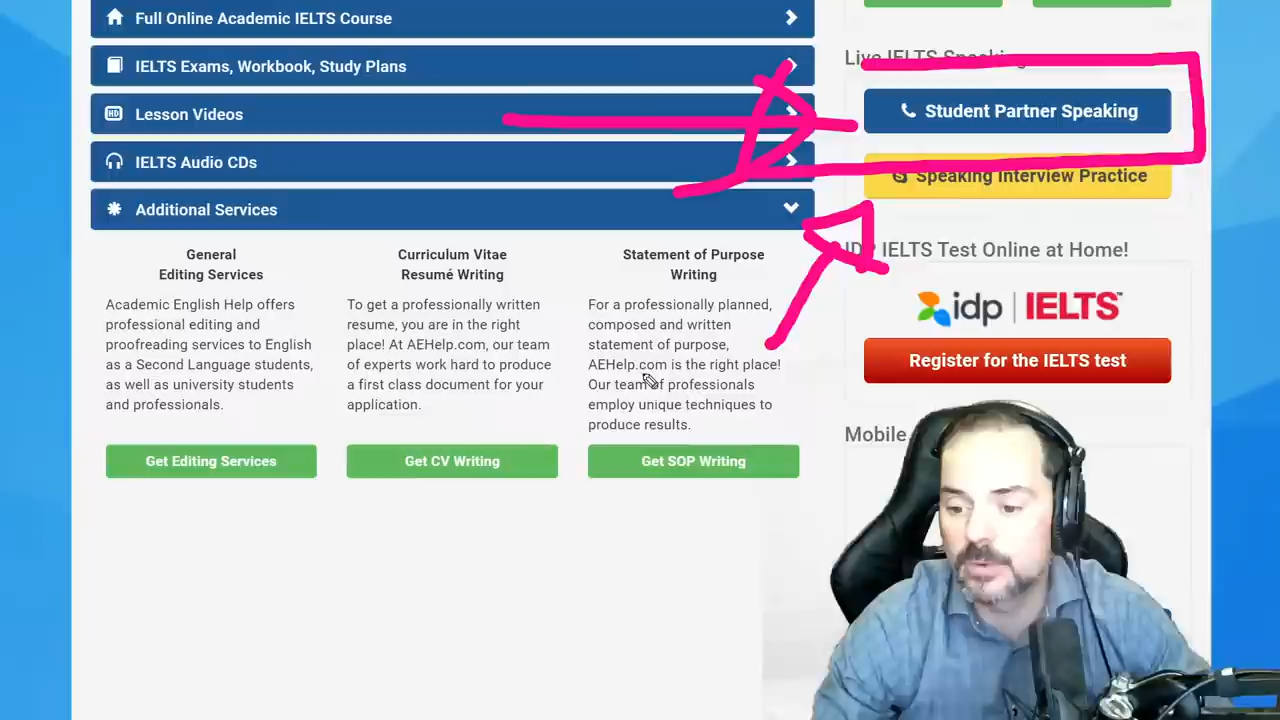 Full Online Academic IELTS Course
IELTS Exams, Workbook, Study Plans
Lesson Videos
IELTS Audio CDs
Additional Services
General
Editing Services
Academic English Help offers
professional editing and
proofreading services to English
as a Second Language students,
as well as university students
and professionals.
Get Editing Services
Curriculum Vitae
Resumé Writing
To get a professionally written
resume, you are in the right
place! At AEHelp.com, our team
of experts work hard to produce
a first class document for your
application.
Get CV Writing
Statement of Purpose
Writing
For a professionally planned,
composed and written
statement of purpose,
AEHelp.com is the right place!
Our team of professionals
employ unique techniques to
produce results.
Get SOP Writing
Live IELTS Speaking
Student Partner Speaking
Speaking Interview Practice
IDP IELTS Test Online at Home!
idp | IELTS™
Register for the IELTS test
Mobile